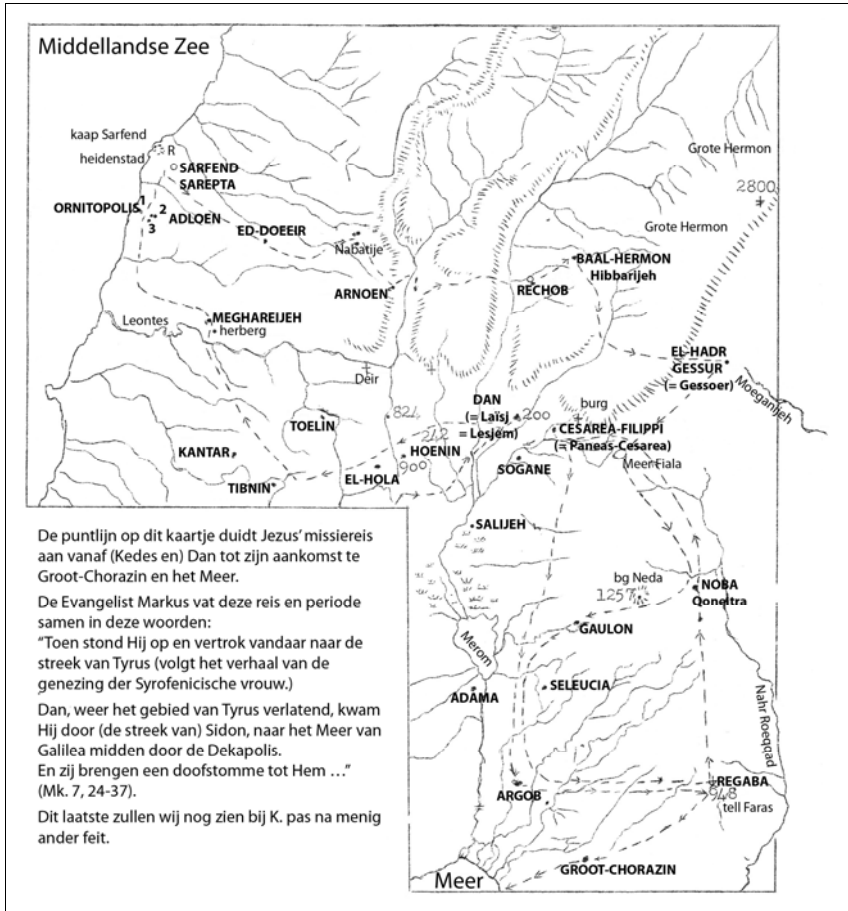 Middellandse Zee
kaap Sarfend
heidenstad
R
SARFEND
SAREPTA
Grote Hermon
2800
ORNITOPOLIS
1
2
3
ADLOEN
ED-DOEEIR
Nabatije
Grote Hermon
BAAL-HERMON
Hibbarijeh
ARNOEN
RECHOB
Leontes
MEGHAREIJEH
herberg
EL-HADR
GESSUR
(= Gessoer)
Moeganijeh
Deir
DAN
(= Laïsj
= Lesjem)
200
burg
821
TOELIN
242
CESAREA-FILIPPI
(= Paneas-Cesarea)
KANTAR
HOENIN
900
SOGANE
Meer Fiala
TIBNIN
EL-HOLA
SALIJEH
De puntlijn op dit kaartje duidt Jezus’ missiereis
aan vanaf (Kedes en) Dan tot zijn aankomst te
Groot-Chorazin en het Meer.
De Evangelist Markus vat deze reis en periode
samen in deze woorden:
“Toen stond Hij op en vertrok vandaar naar de
streek van Tyrus (volgt het verhaal van de
genezing der Syrofenicische vrouw.)
Dan, weer het gebied van Tyrus verlatend, kwam
Hij door (de streek van) Sidon, naar het Meer van
Galilea midden door de Dekapolis.
En zij brengen een doofstomme tot Hem …”
(Mk. 7, 24-37).
Dit laatste zullen wij nog zien bij K. pas na menig
ander feit.
bg Neda
1257
NOBA
Qoneitra
GAULON
Merom
ADAMA
SELEUCIA
Nahr Roeqqad
ARGOB
REGABA
948
tell Faras
GROOT-CHORAZIN
Meer